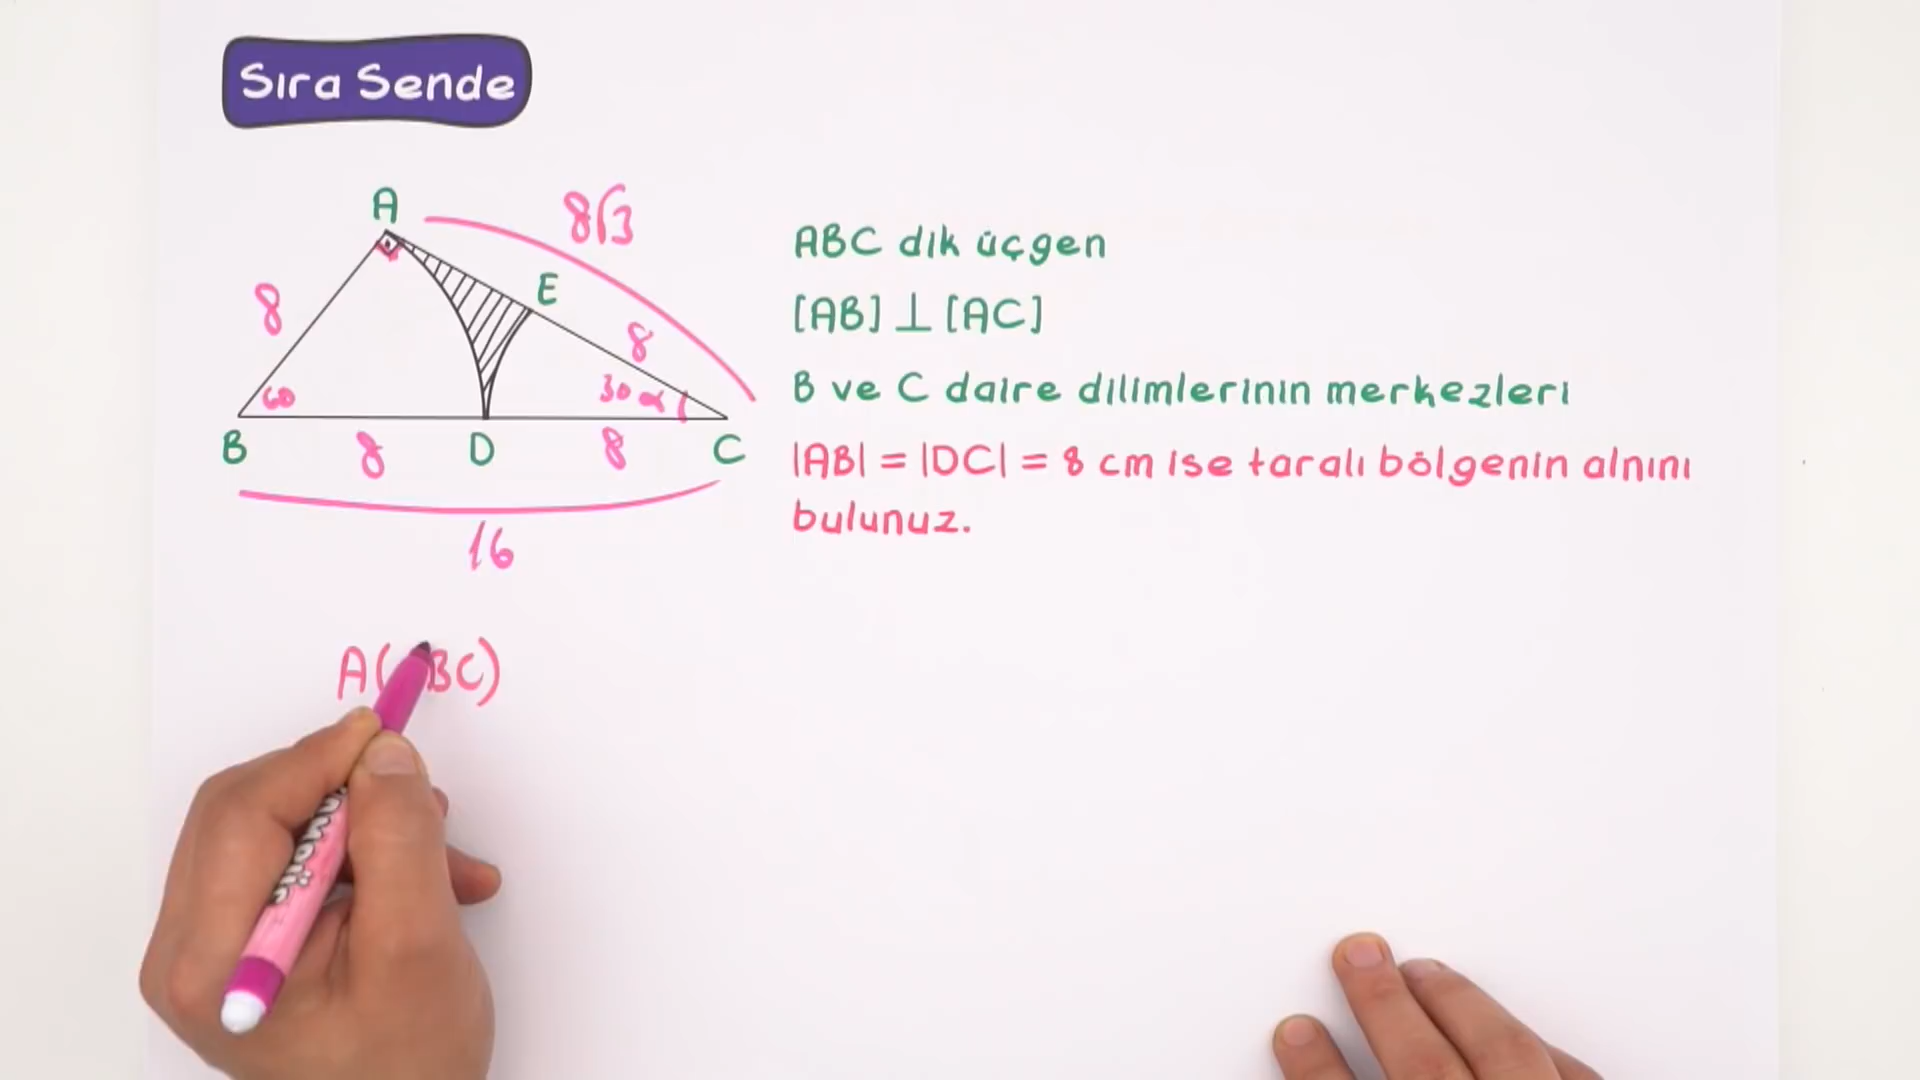 Sıra Sende
A
8√3
E
8
8
60
30 α
B
8
D
8
C
16
ABC dik üçgen
[AB] ⊥ [AC]
B ve C daire dilimlerinin merkezleri
|AB| = |DC| = 8 cm ise taralı bölgenin alnını
bulunuz.
A( BC)